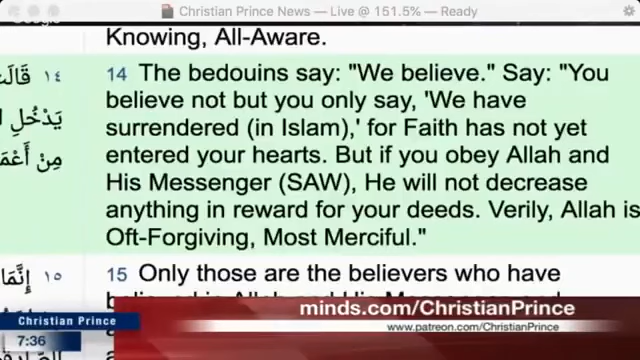 Christian Prince News — Live @ 151.5% — Ready
Knowing, All-Aware.
١٤ قَالَتِ
14 The bedouins say: "We believe." Say: "You
believe not but you only say, 'We have
يَدْخُلِ
surrendered (in Islam),' for Faith has not yet
entered your hearts. But if you obey Allah and
His Messenger (SAW), He will not decrease
anything in reward for your deeds. Verily, Allah is
Oft-Forgiving, Most Merciful."
١٥ إِنَّمَا
15 Only those are the believers who have
minds.com/ChristianPrince
www.patreon.com/ChristianPrince
Christian Prince
7:36